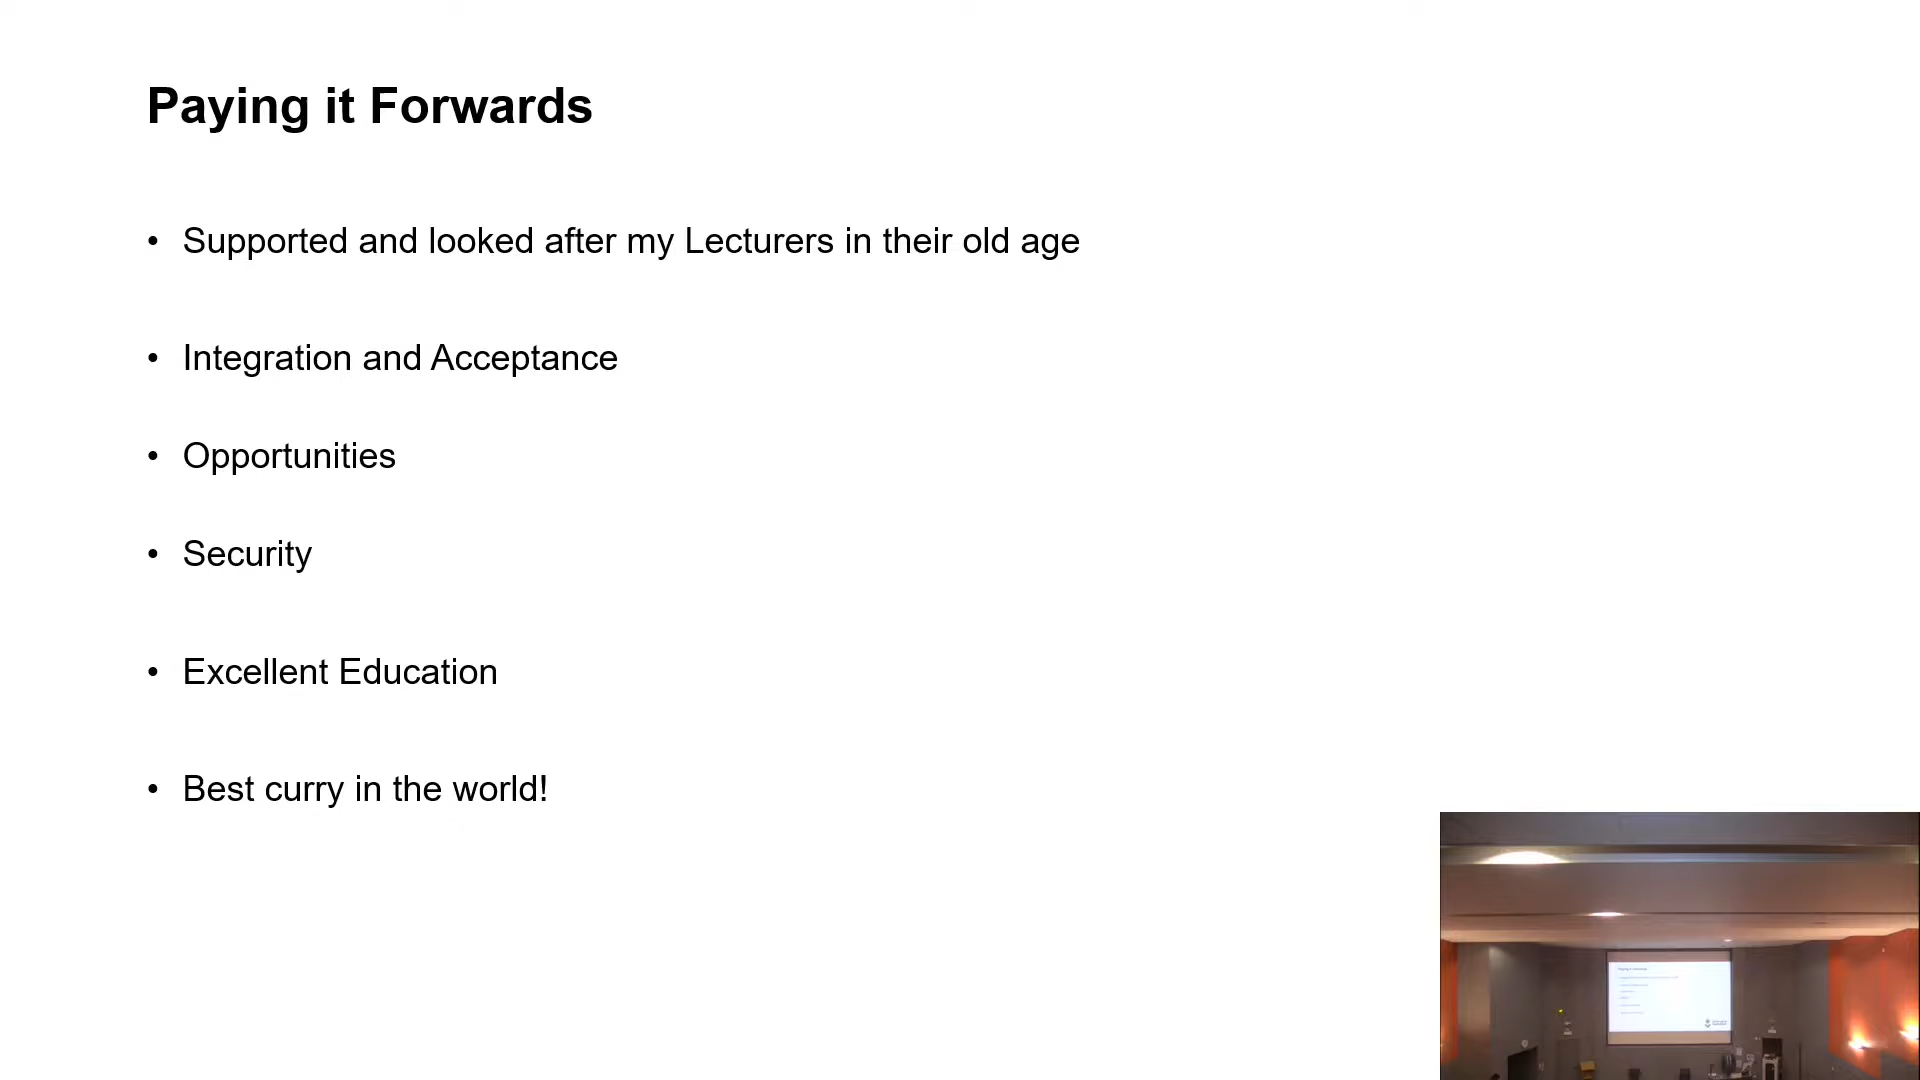 Paying it Forwards
• Supported and looked after my Lecturers in their old age
• Integration and Acceptance
• Opportunities
• Security
• Excellent Education
• Best curry in the world!